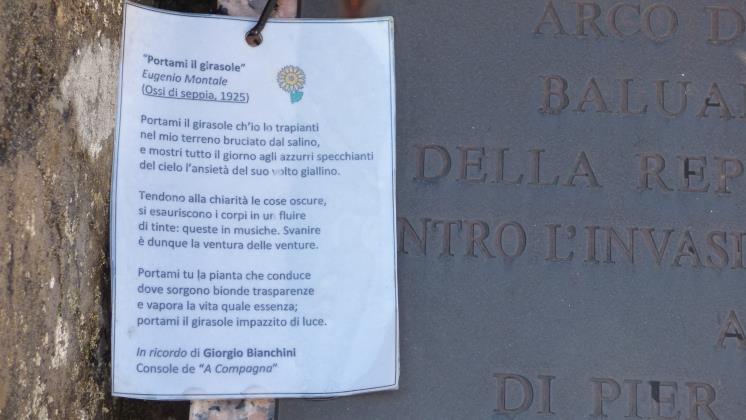 "Portami il girasole"
Eugenio Montale
(Ossi di seppia, 1925)
Portami il girasole ch'io lo trapianti
nel mio terreno bruciato dal salino,
e mostri tutto il giorno agli azzurri specchianti
del cielo l'ansietà del suo volto giallino.
Tendono alla chiarità le cose oscure,
si esauriscono i corpi in un fluire
di tinte: queste in musiche. Svanire
è dunque la ventura delle venture.
Portami tu la pianta che conduce
dove sorgono bionde trasparenze
e vapora la vita quale essenza;
portami il girasole impazzito di luce.
In ricordo di Giorgio Bianchini
Console de "A Compagna"
ARCO D
BALUA
DELLA REP
NTRO L'INVAS
A
DI PIER